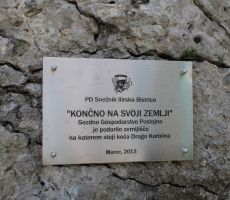 PD Snežnik Ilirska Bistrica
"KONČNO NA SVOJI ZEMLJI"
Gozdno Gospodarstvo Postojna
je podarilo zemljišče
na katerem stoji koča Draga Karolina
Marec, 2013